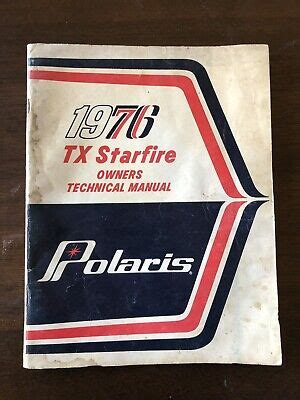 1976
TX Starfire
OWNERS
TECHNICAL MANUAL
Polaris